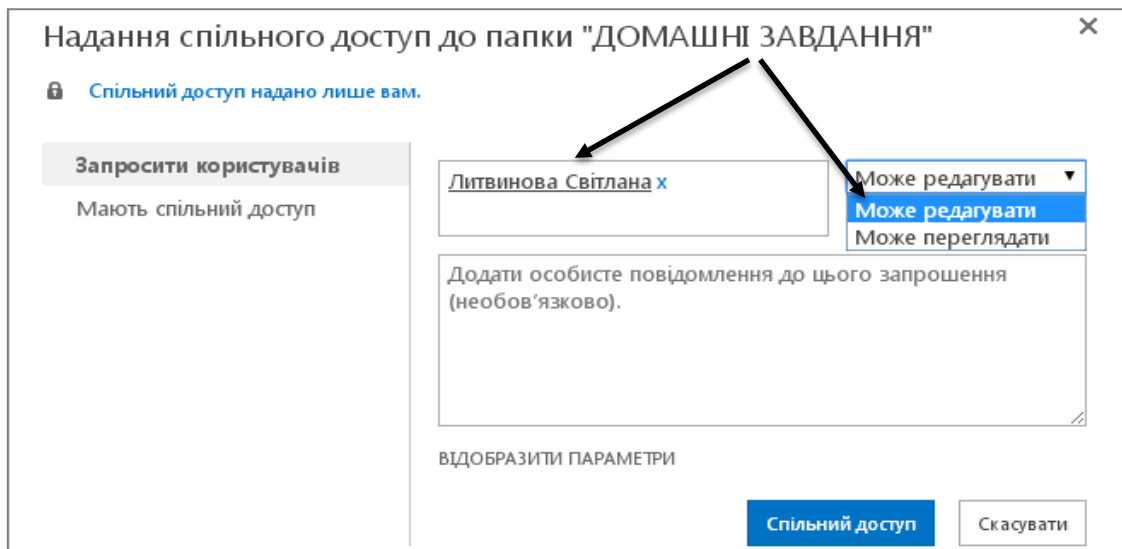 Надання спільного доступ до папки "ДОМАШНІ ЗАВДАННЯ"
Спільний доступ надано лише вам.
Запросити користувачів
Мають спільний доступ
Литвинова Світлана x
Може редагувати
Може редагувати
Може переглядати
Додати особисте повідомлення до цього запрошення
(необов'язково).
ВІДОБРАЗИТИ ПАРАМЕТРИ
Спільний доступ
Скасувати